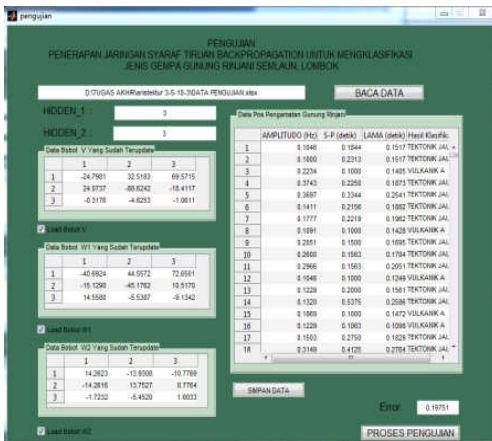 pengujian
PENGUJIAN
PENERAPAN JARINGAN SYARAF TIRUAN BACKPROPAGATION UNTUK MENGKLASIFIKASI
JENIS GEMPA GUNUNG RINJANI SEMLAUN, LOMBOK
BACA DATA
HIDDEN_1 : 3
HIDDEN_2 : 3
Data Bobot V Yang Sudah Terupdate
1 2 3
1 -24.7981 32.5183 69.5715
2 24.9737 -88.6242 -18.4117
3 -0.3176 -4.6253 -1.0611
Load Bobot V
Data Bobot W1 Yang Sudah Terupdate
1 2 3
1 -40.6924 44.5572 72.6501
2 -15.1290 -45.1762 10.5170
3 14.5580 -5.5387 -9.1342
Load Bobot W1
Data Bobot W2 Yang Sudah Terupdate
1 2 3
1 14.2623 -13.9308 -10.7769
2 -14.2616 13.7527 8.7764
3 -1.7232 -5.4520 1.6033
Load Bobot W2
Data Pos Pengamatan Gunung Rinjani
AMPLITUDO (Hz) S-P (detik) LAMA (detik) Hasil Klasifik
1 0.1046 0.1844 0.1517 TEKTONIK JAU
2 0.1000 0.2313 0.1517 TEKTONIK JAU
3 0.2234 0.1000 0.1405 VULKANIK A
4 0.3743 0.2250 0.1873 TEKTONIK JAU
5 0.3697 0.3344 0.2541 TEKTONIK JAU
6 0.1411 0.2156 0.1882 TEKTONIK JAU
7 0.1777 0.2219 0.1962 TEKTONIK JAU
8 0.1091 0.1000 0.1428 VULKANIK A
9 0.2051 0.1500 0.1695 TEKTONIK JAU
10 0.2600 0.1563 0.1784 TEKTONIK JAU
11 0.2966 0.1563 0.2051 TEKTONIK JAU
12 0.1046 0.1000 0.1249 VULKANIK A
13 0.1229 0.2000 0.1561 TEKTONIK JAU
14 0.1320 0.5375 0.2586 TEKTONIK JAU
15 0.1869 0.1000 0.1472 VULKANIK A
16 0.1229 0.1063 0.1098 VULKANIK A
17 0.1503 0.2750 0.1829 TEKTONIK JAU
18 0.3149 0.4125 0.2764 TEKTONIK JAU
SIMPAN DATA
Error 0.19751
PROSES PENGUJIAN